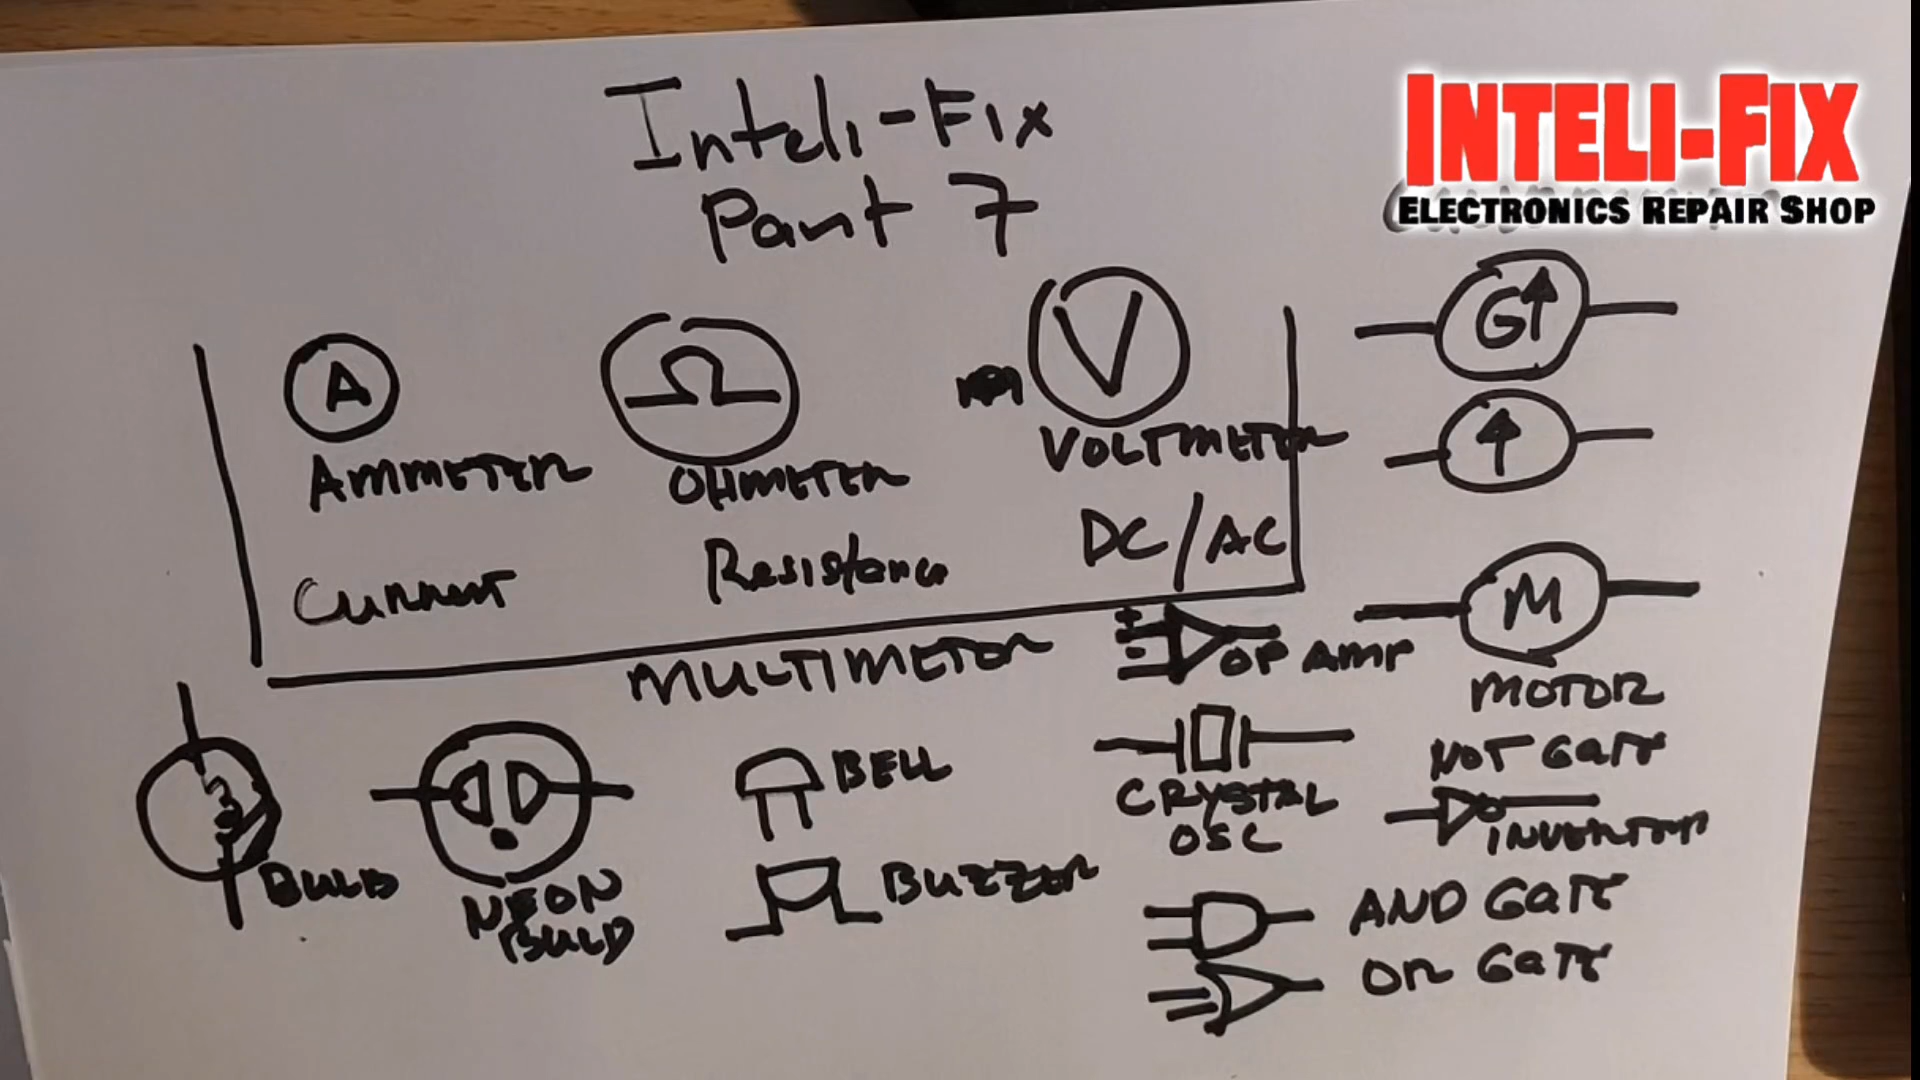 Inteli-Fix
Part 7
INTELI-FIX
ELECTRONICS REPAIR SHOP
G
A
Ω
V
AMMETER
OHMETER
VOLTMETER
Current
Resistance
DC/AC
M
MOTOR
MULTIMETER
+
-
OP AMP
BULB
NEON
BULB
BELL
BUZZER
CRYSTAL
OSC
NOT GATE
INVERTER
AND GATE
OR GATE